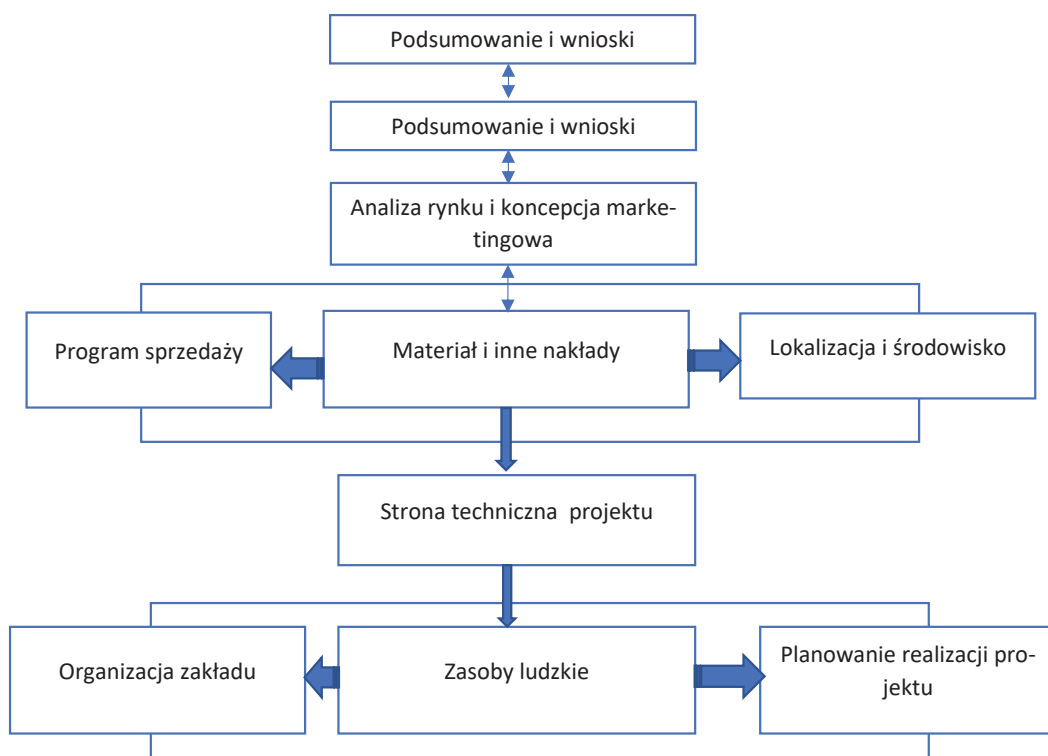 Podsumowanie i wnioski
Podsumowanie i wnioski
Analiza rynku i koncepcja marke-
tingowa
Program sprzedaży
Materiał i inne nakłady
Lokalizacja i środowisko
Strona techniczna projektu
Organizacja zakładu
Zasoby ludzkie
Planowanie realizacji pro-
jektu